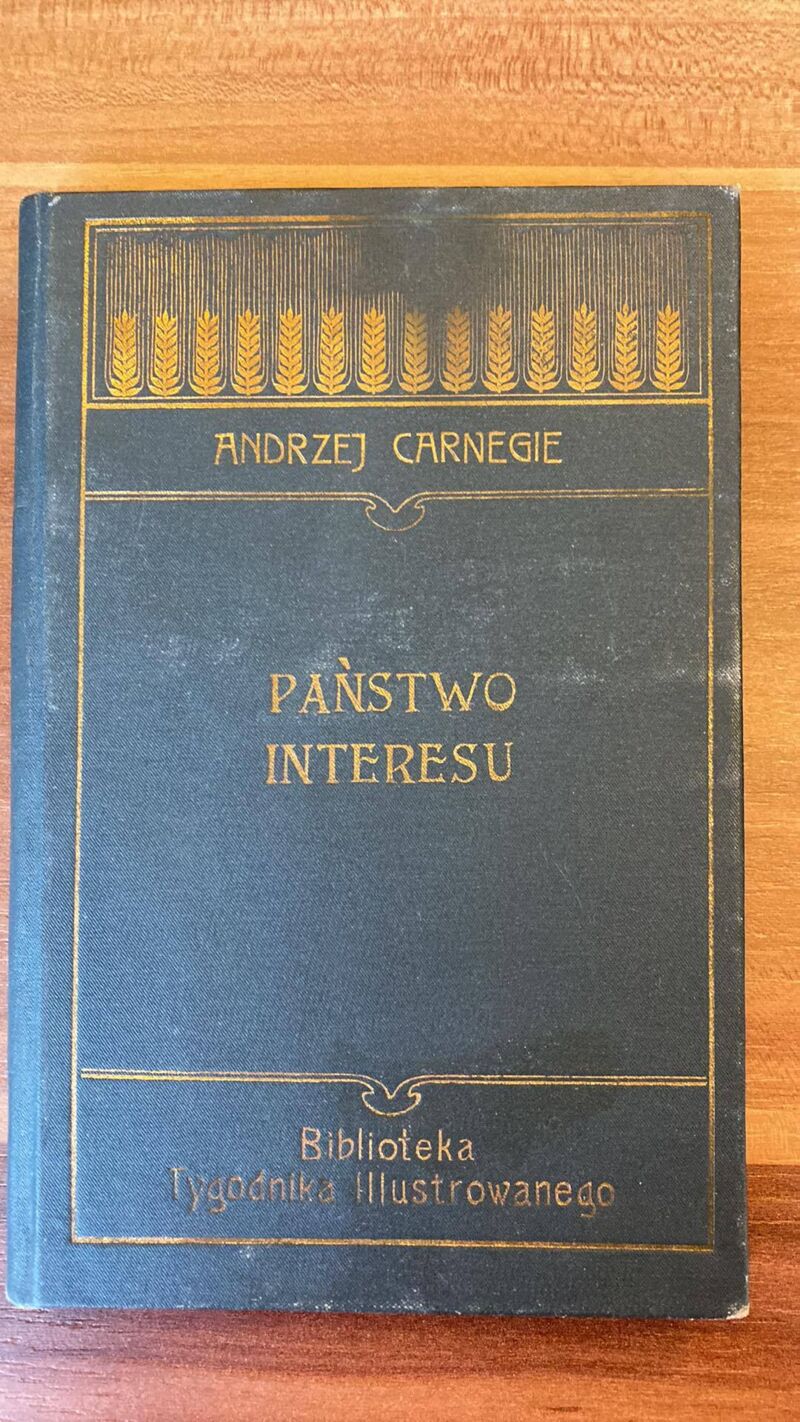 ANDRZEJ CARNEGIE
PAŃSTWO
INTERESU
Biblioteka
Tygodnika Illustrowanego